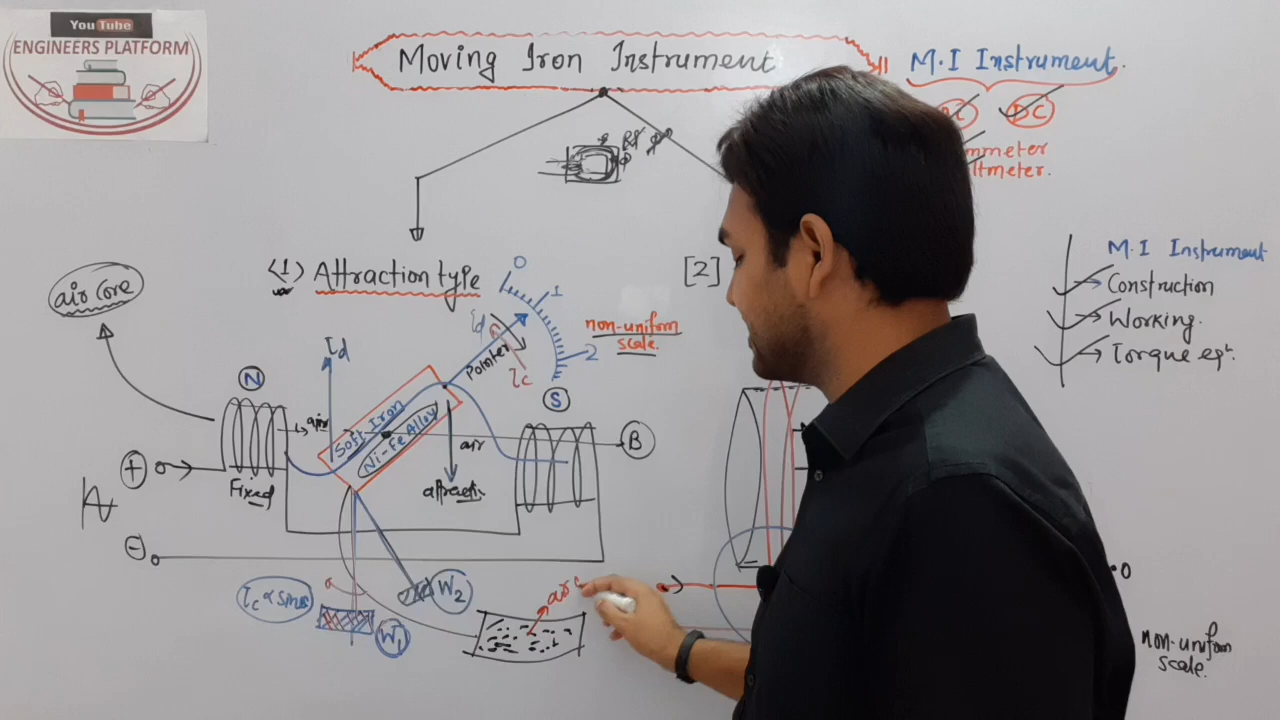 YouTube
ENGINEERS PLATFORM
Moving Iron Instrument
M.I Instrument.
DC
mmeter
ltmeter.
M.I Instrument
Construction
Working.
Torque eqⁿ.
<1> Attraction type
[2]
air core
0
1
2
non-uniform
scale.
Td
Tc
Pointer
Td
N
S
air
Soft Iron
Ni-Fe Alloy
air
B
+
Fixed
-
Tc ∝ sinθ
W1
W2
0
non-uniform
scale.